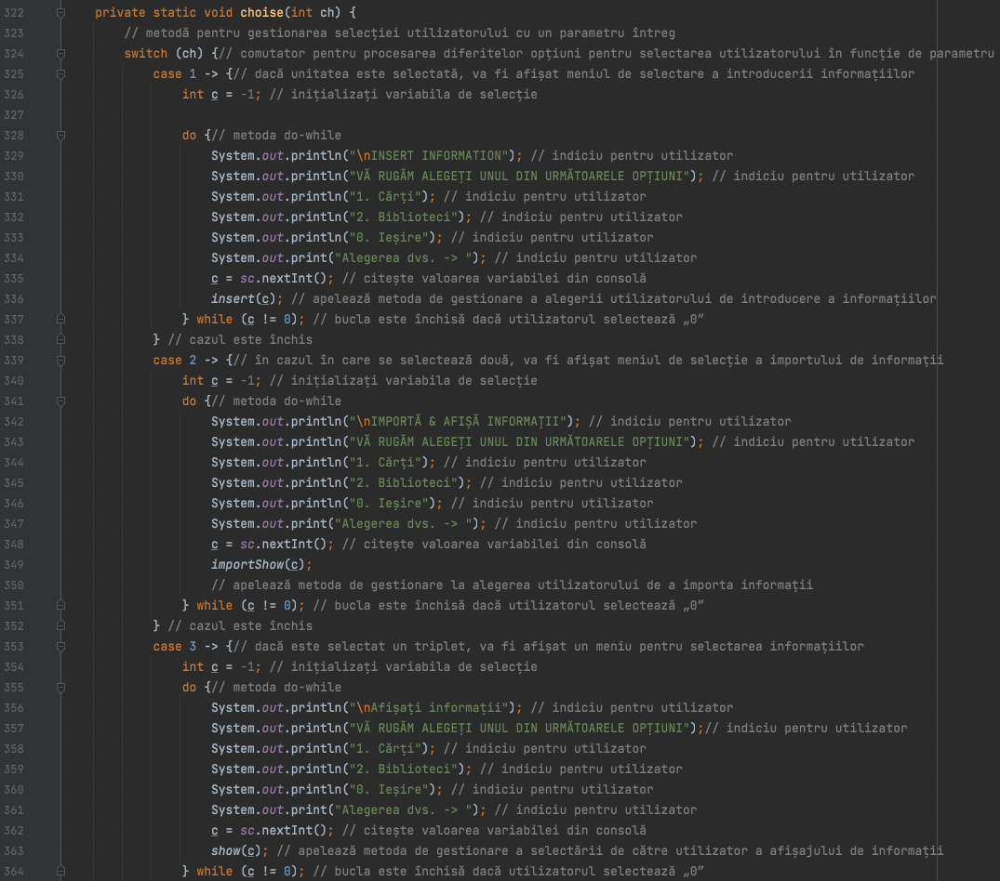 322 private static void choise(int ch) {
323 // metodă pentru gestionarea selecției utilizatorului cu un parametru întreg
324 switch (ch) {// comutator pentru procesarea diferitelor opțiuni pentru selectarea utilizatorului în funcție de parametru
325 case 1 -> {// dacă unitatea este selectată, va fi afișat meniul de selectare a introducerii informațiilor
326 int c = -1; // inițializați variabila de selecție
327
328 do {// metoda do-while
329 System.out.println("\nINSERT INFORMATION"); // indiciu pentru utilizator
330 System.out.println("VĂ RUGĂM ALEGEȚI UNUL DIN URMĂTOARELE OPȚIUNI"); // indiciu pentru utilizator
331 System.out.println("1. Cărți"); // indiciu pentru utilizator
332 System.out.println("2. Biblioteci"); // indiciu pentru utilizator
333 System.out.println("0. Ieșire"); // indiciu pentru utilizator
334 System.out.print("Alegerea dvs. -> "); // indiciu pentru utilizator
335 c = sc.nextInt(); // citește valoarea variabilei din consolă
336 insert(c); // apelează metoda de gestionare a alegerii utilizatorului de introducere a informațiilor
337 } while (c != 0); // bucla este închisă dacă utilizatorul selectează „0”
338 } // cazul este închis
339 case 2 -> {// în cazul în care se selectează două, va fi afișat meniul de selecție a importului de informații
340 int c = -1; // inițializați variabila de selecție
341 do {// metoda do-while
342 System.out.println("\nIMPORTĂ & AFIȘĂ INFORMAȚII"); // indiciu pentru utilizator
343 System.out.println("VĂ RUGĂM ALEGEȚI UNUL DIN URMĂTOARELE OPȚIUNI"); // indiciu pentru utilizator
344 System.out.println("1. Cărți"); // indiciu pentru utilizator
345 System.out.println("2. Biblioteci"); // indiciu pentru utilizator
346 System.out.println("0. Ieșire"); // indiciu pentru utilizator
347 System.out.print("Alegerea dvs. -> "); // indiciu pentru utilizator
348 c = sc.nextInt(); // citește valoarea variabilei din consolă
349 importShow(c);
350 // apelează metoda de gestionare la alegerea utilizatorului de a importa informații
351 } while (c != 0); // bucla este închisă dacă utilizatorul selectează „0”
352 } // cazul este închis
353 case 3 -> {// dacă este selectat un triplet, va fi afișat un meniu pentru selectarea informațiilor
354 int c = -1; // inițializați variabila de selecție
355 do {// metoda do-while
356 System.out.println("\nAfișați informații"); // indiciu pentru utilizator
357 System.out.println("VĂ RUGĂM ALEGEȚI UNUL DIN URMĂTOARELE OPȚIUNI");// indiciu pentru utilizator
358 System.out.println("1. Cărți"); // indiciu pentru utilizator
359 System.out.println("2. Biblioteci"); // indiciu pentru utilizator
360 System.out.println("0. Ieșire"); // indiciu pentru utilizator
361 System.out.print("Alegerea dvs. -> "); // indiciu pentru utilizator
362 c = sc.nextInt(); // citește valoarea variabilei din consolă
363 show(c); // apelează metoda de gestionare a selectării de către utilizator a afișajului de informații
364 } while (c != 0); // bucla este închisă dacă utilizatorul selectează „0”